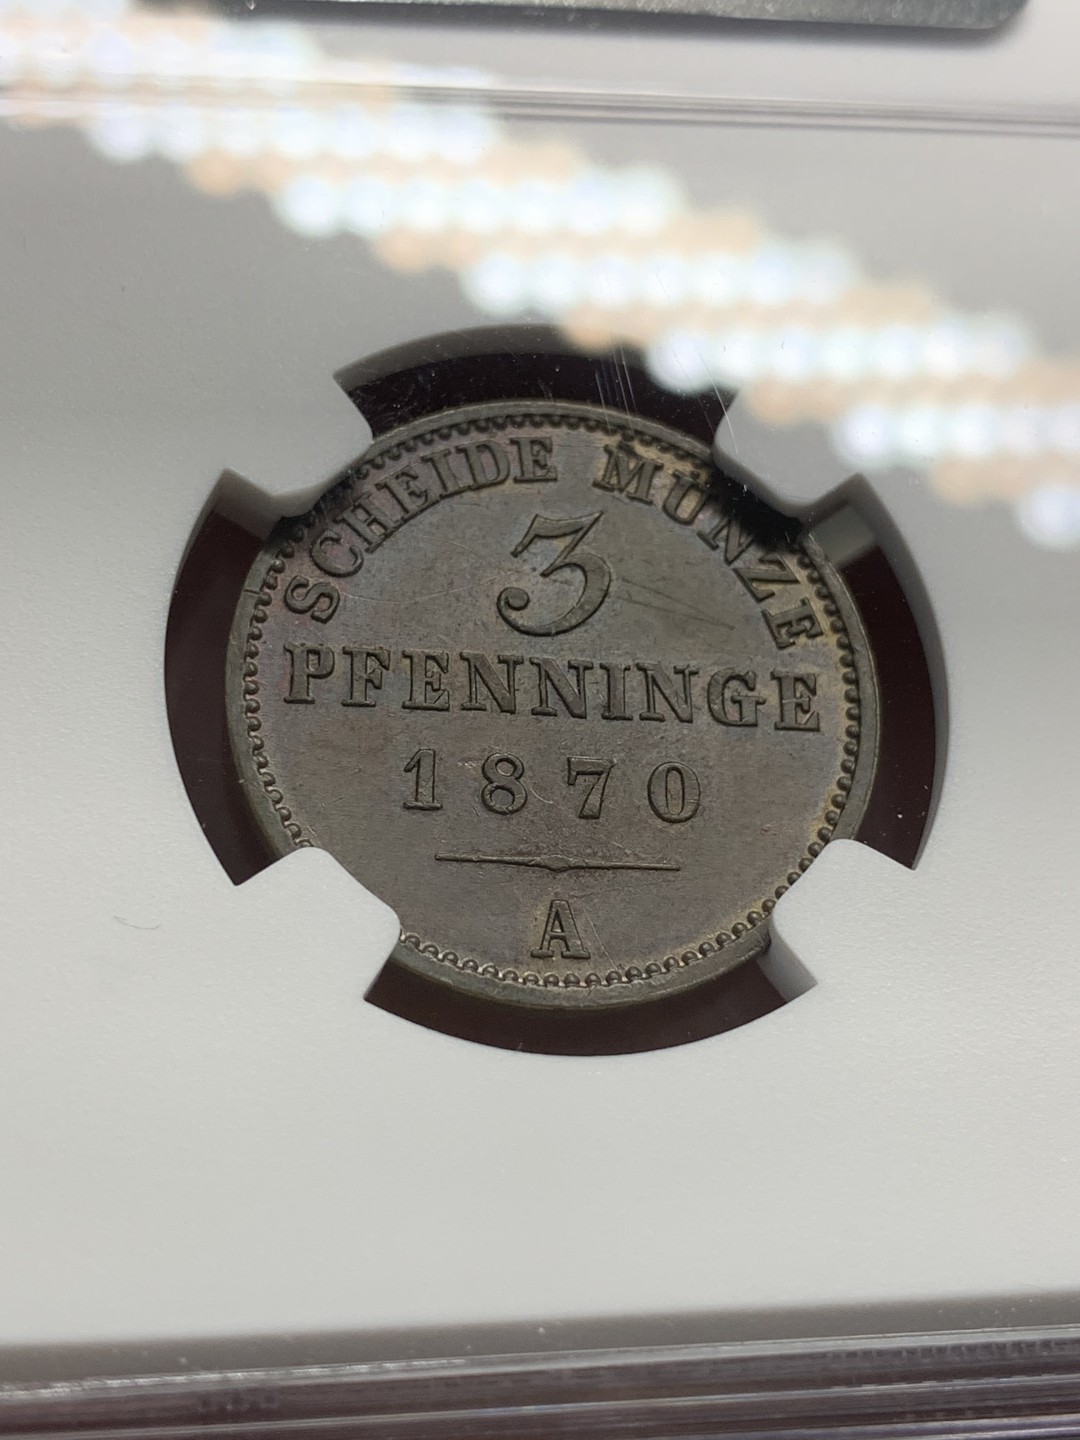 SCHEIDE MÜNZE
3
PFENNINGE
1870
A